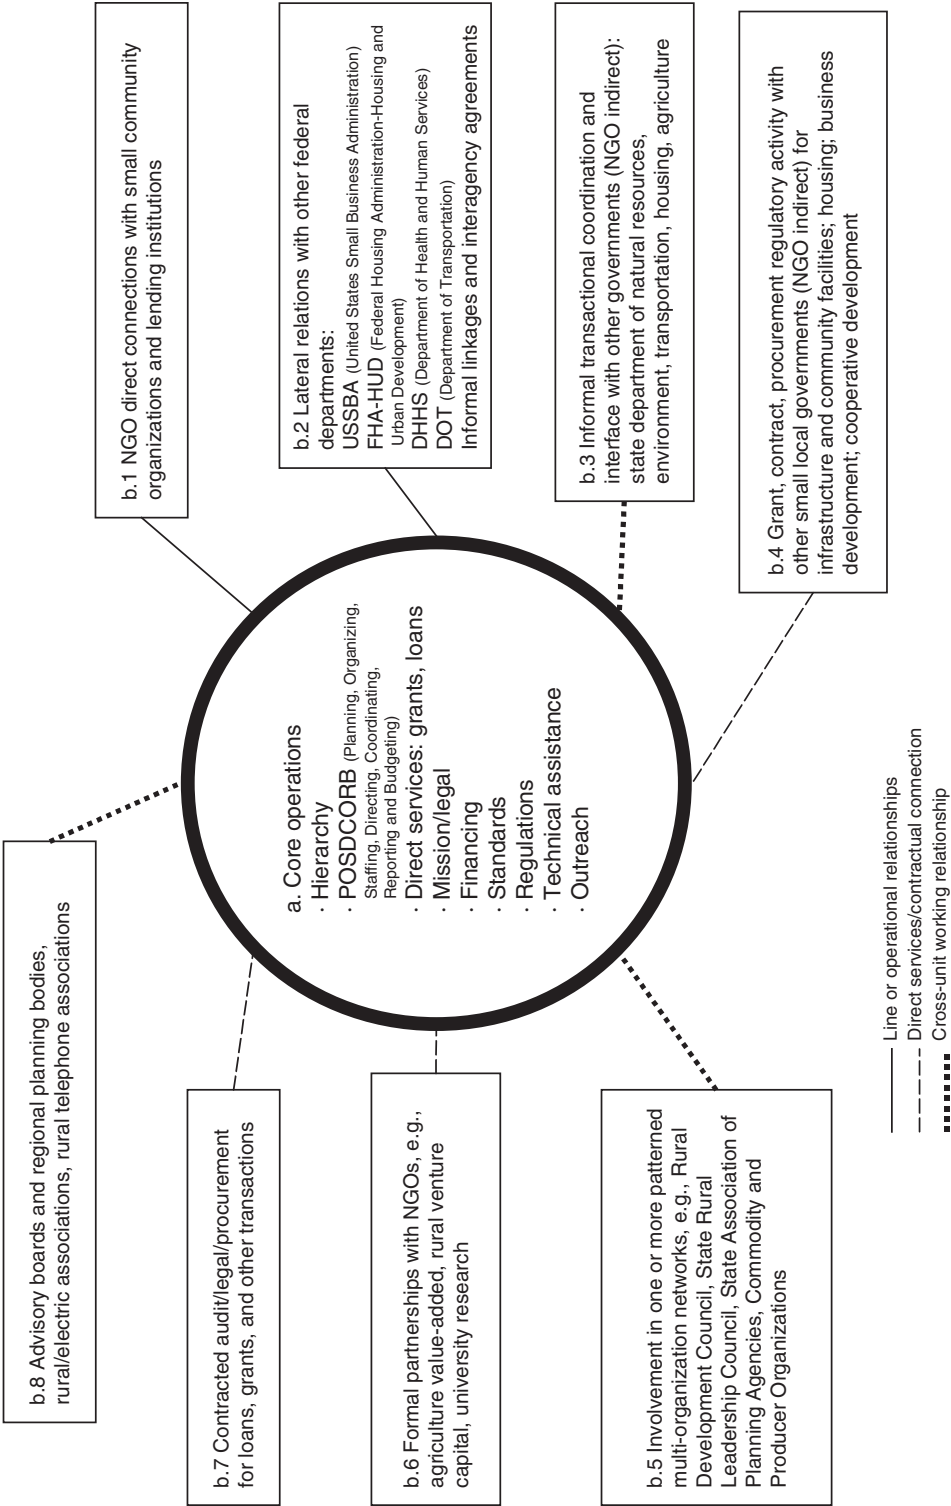 b.8 Advisory boards and regional planning bodies,
rural/electric associations, rural telephone associations
b.1 NGO direct connections with small community
organizations and lending institutions
b.7 Contracted audit/legal/procurement
for loans, grants, and other transactions
b.2 Lateral relations with other federal
departments:
USSBA (United States Small Business Administration)
FHA-HUD (Federal Housing Administration-Housing and
Urban Development)
DHHS (Department of Health and Human Services)
DOT (Department of Transportation)
Informal linkages and interagency agreements
a. Core operations
· Hierarchy
· POSDCORB (Planning, Organizing,
Staffing, Directing, Coordinating,
Reporting and Budgeting)
· Direct services: grants, loans
· Mission/legal
· Financing
· Standards
· Regulations
· Technical assistance
· Outreach
b.6 Formal partnerships with NGOs, e.g.,
agriculture value-added, rural venture
capital, university research
b.3 Informal transactional coordination and
interface with other governments (NGO indirect):
state department of natural resources,
environment, transportation, housing, agriculture
b.5 Involvement in one or more patterned
multi-organization networks, e.g., Rural
Development Council, State Rural
Leadership Council, State Association of
Planning Agencies, Commodity and
Producer Organizations
b.4 Grant, contract, procurement regulatory activity with
other small local governments (NGO indirect) for
infrastructure and community facilities; housing; business
development; cooperative development
Line or operational relationships
Direct services/contractual connection
Cross-unit working relationship